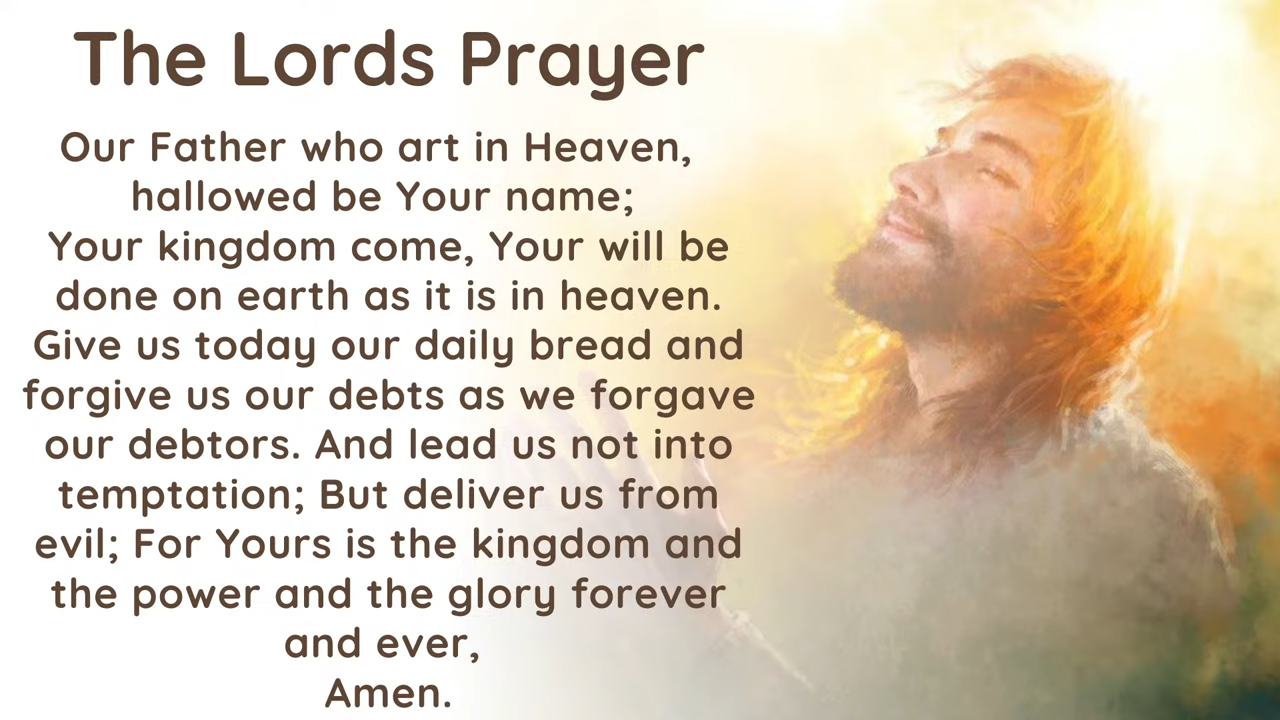 The Lords Prayer
Our Father who art in Heaven,
hallowed be Your name;
Your kingdom come, Your will be
done on earth as it is in heaven.
Give us today our daily bread and
forgive us our debts as we forgave
our debtors. And lead us not into
temptation; But deliver us from
evil; For Yours is the kingdom and
the power and the glory forever
and ever,
Amen.